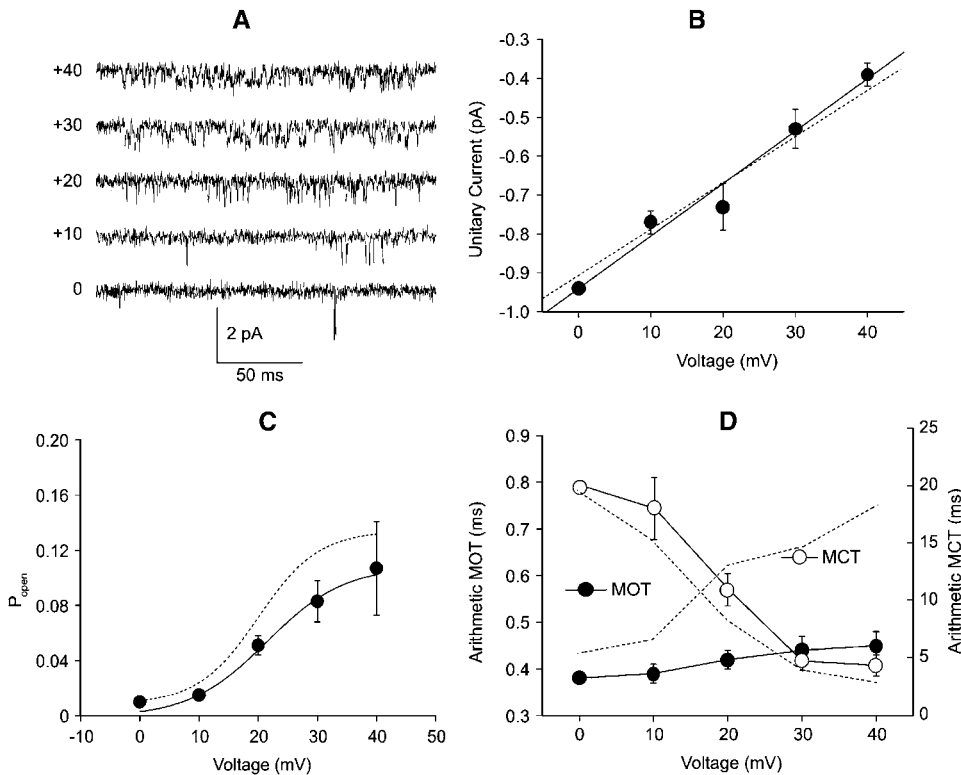 A
+40
+30
+20
+10
0
2 pA
50 ms
B
-0.3
-0.4
-0.5
-0.6
-0.7
-0.8
-0.9
-1.0
Unitary Current (pA)
0 10 20 30 40
Voltage (mV)
C
0.20
0.16
0.12
0.08
0.04
0
Popen
-10 0 10 20 30 40 50
Voltage (mV)
D
0.9
0.8
0.7
0.6
0.5
0.4
0.3
Arithmetic MOT (ms)
MOT
MCT
25
20
15
10
5
0
Arithmetic MCT (ms)
0 10 20 30 40
Voltage (mV)